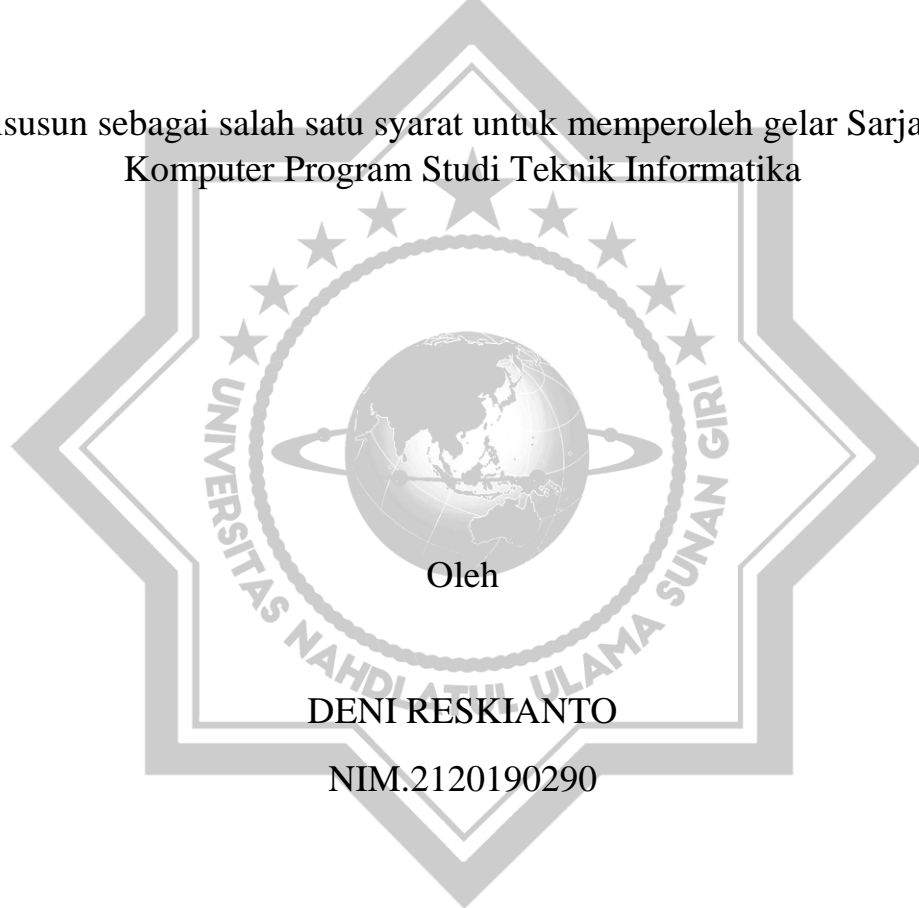 susun sebagai salah satu syarat untuk memperoleh gelar Sarja
Komputer Program Studi Teknik Informatika
UNIVERSITAS NAHDLATUL ULAMA SUNAN GIRI
Oleh
DENI RESKIANTO
NIM.2120190290